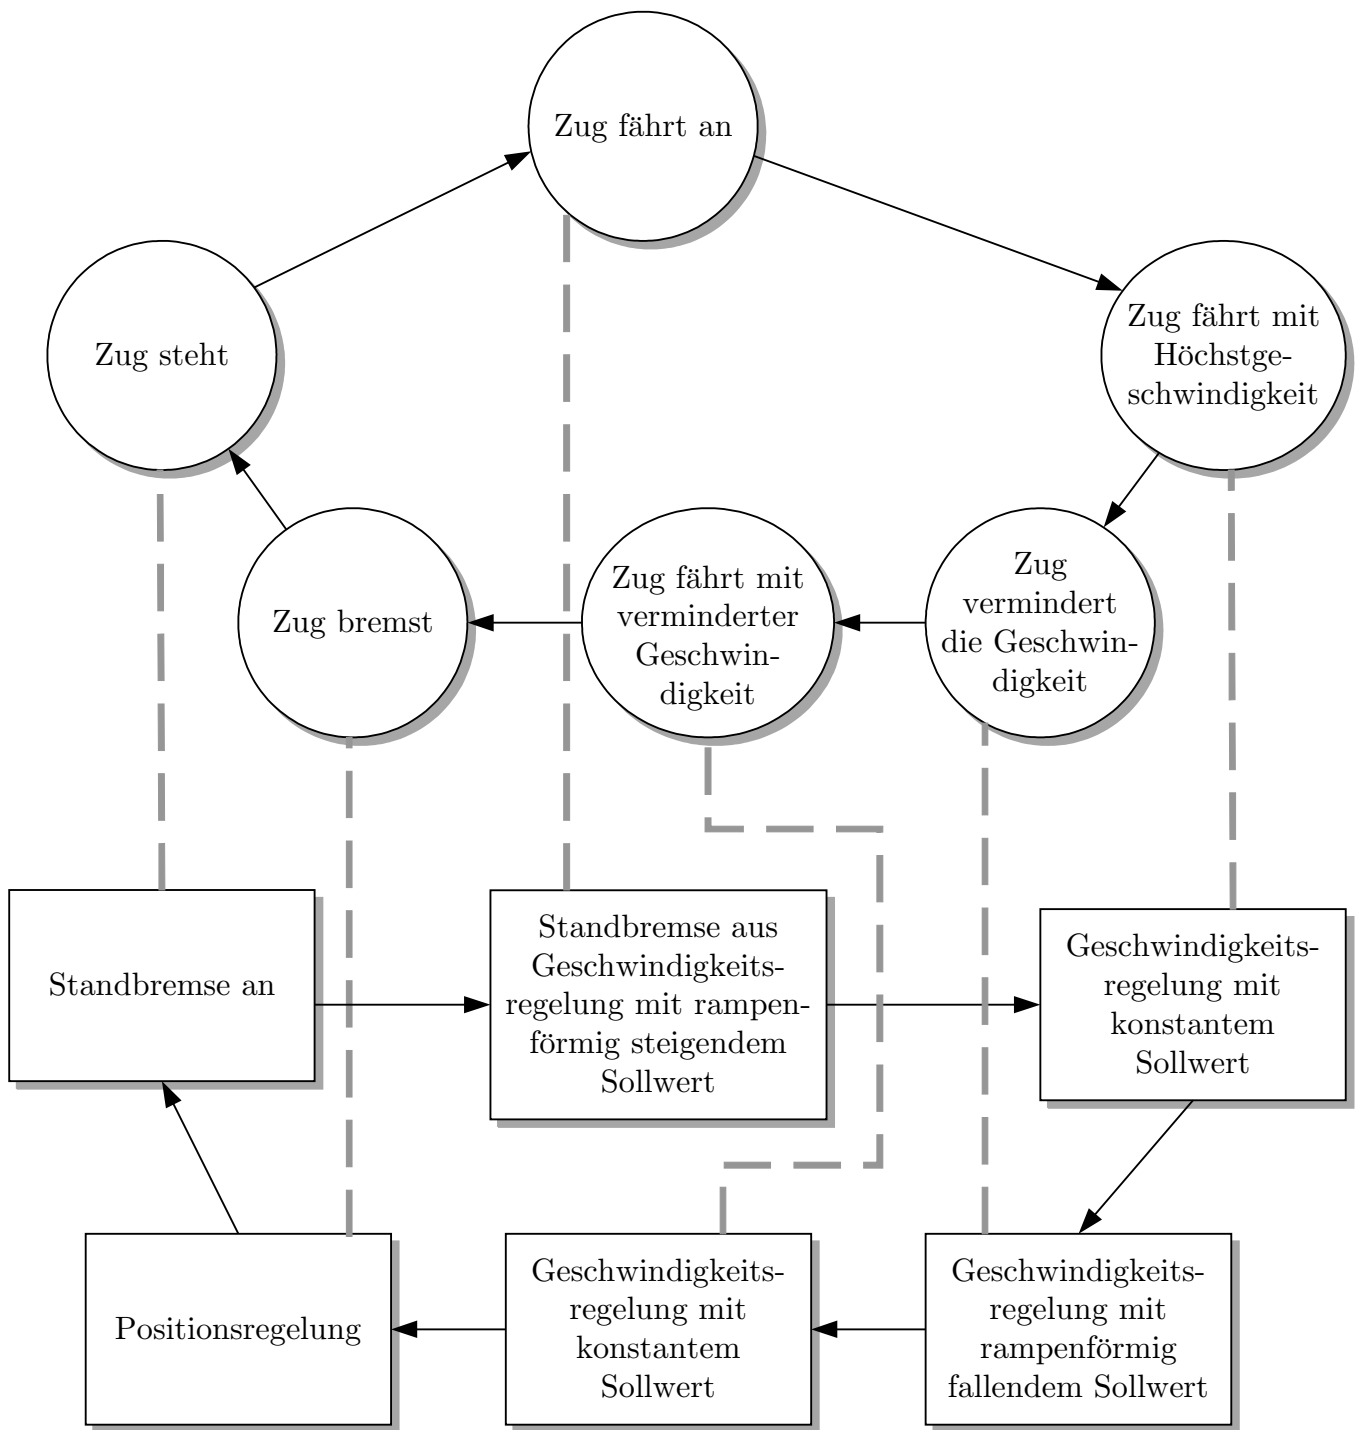 Zug fährt an
Zug steht
Zug fährt mit
Höchstge-
schwindigkeit
Zug bremst
Zug fährt mit
verminderter
Geschwin-
digkeit
Zug
vermindert
die Geschwin-
digkeit
Standbremse an
Standbremse aus
Geschwindigkeits-
regelung mit rampen-
förmig steigendem
Sollwert
Geschwindigkeits-
regelung mit
konstantem
Sollwert
Positionsregelung
Geschwindigkeits-
regelung mit
konstantem
Sollwert
Geschwindigkeits-
regelung mit
rampenförmig
fallendem Sollwert